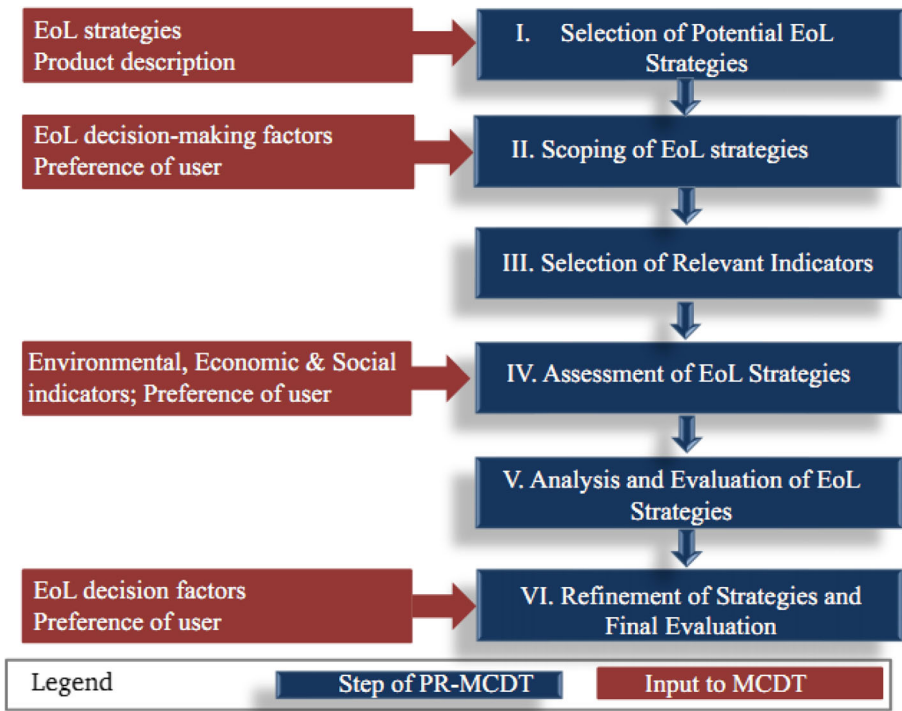 EoL strategies
Product description
I. Selection of Potential EoL
Strategies
EoL decision-making factors
Preference of user
II. Scoping of EoL strategies
III. Selection of Relevant Indicators
Environmental, Economic & Social
indicators; Preference of user
IV. Assessment of EoL Strategies
V. Analysis and Evaluation of EoL
Strategies
EoL decision factors
Preference of user
VI. Refinement of Strategies and
Final Evaluation
Legend
Step of PR-MCDT
Input to MCDT